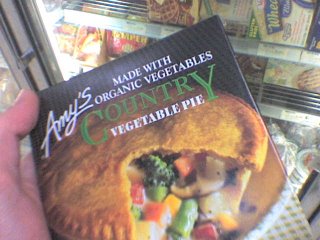 Amy's
MADE WITH
ORGANIC VEGETABLES
COUNTRY
VEGETABLE PIE